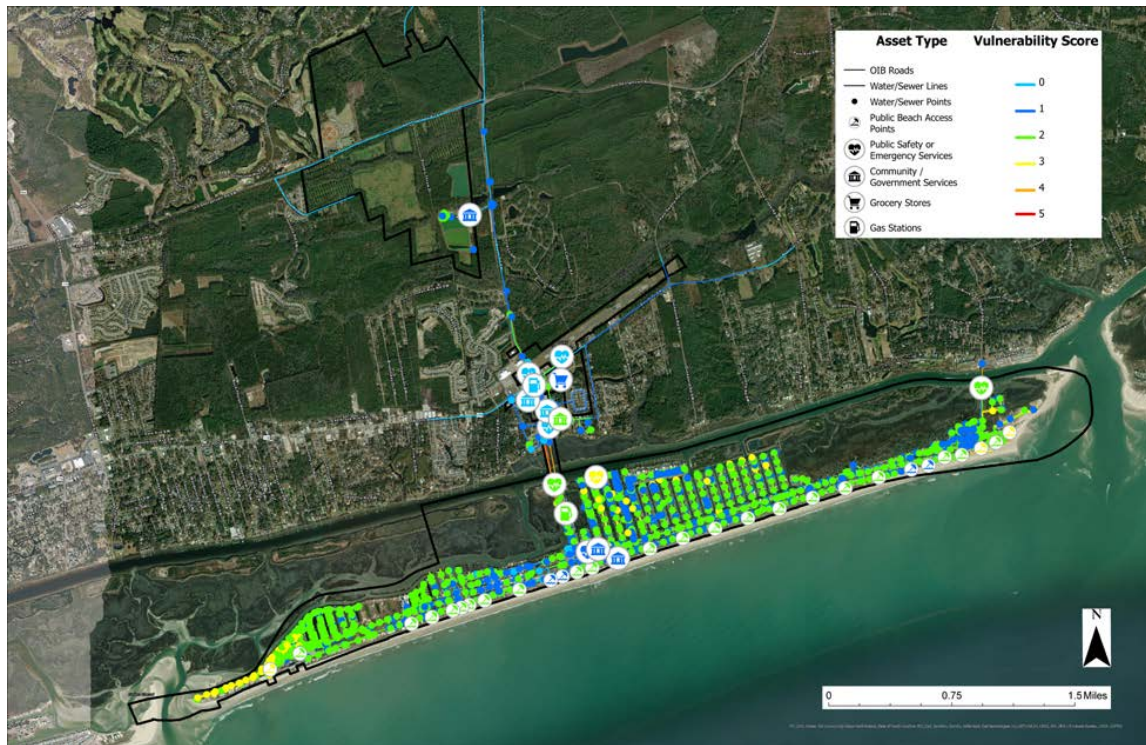 Asset Type Vulnerability Score
OIB Roads
Water/Sewer Lines
Water/Sewer Points
Public Beach Access
Points
Public Safety or
Emergency Services
Community /
Government Services
Grocery Stores
Gas Stations
0
1
2
3
4
5
N
0 0.75 1.5 Miles